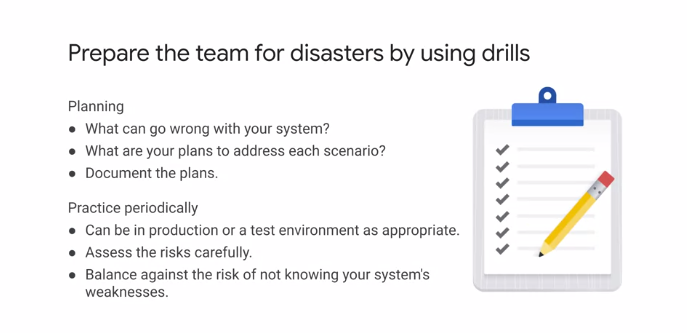 Prepare the team for disasters by using drills
Planning
● What can go wrong with your system?
● What are your plans to address each scenario?
● Document the plans.
Practice periodically
● Can be in production or a test environment as appropriate.
● Assess the risks carefully.
● Balance against the risk of not knowing your system's
weaknesses.